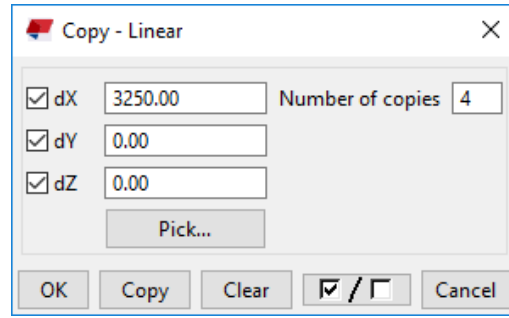 Copy - Linear
dX 3250.00 Number of copies 4
dY 0.00
dZ 0.00
Pick...
OK Copy Clear / Cancel